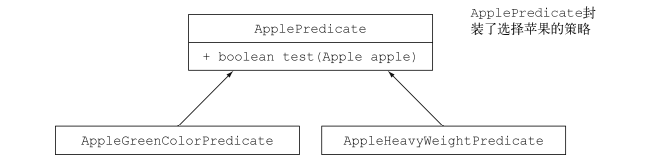 ApplePredicate
+ boolean test(Apple apple)
ApplePredicate封
装了选择苹果的策略
AppleGreenColorPredicate
AppleHeavyWeightPredicate